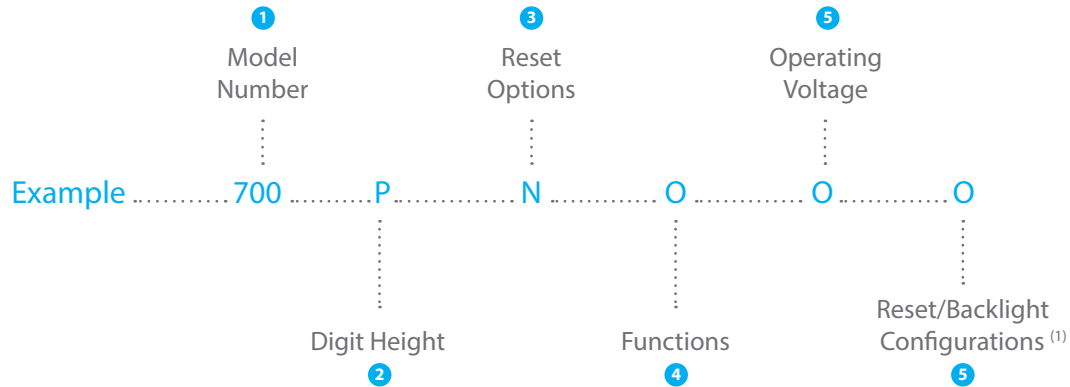 1 3 5
Model Reset Operating
Number Options Voltage
Example 700 P N O O O
Reset/Backlight
Digit Height Functions Configurations (1)
2 4 5